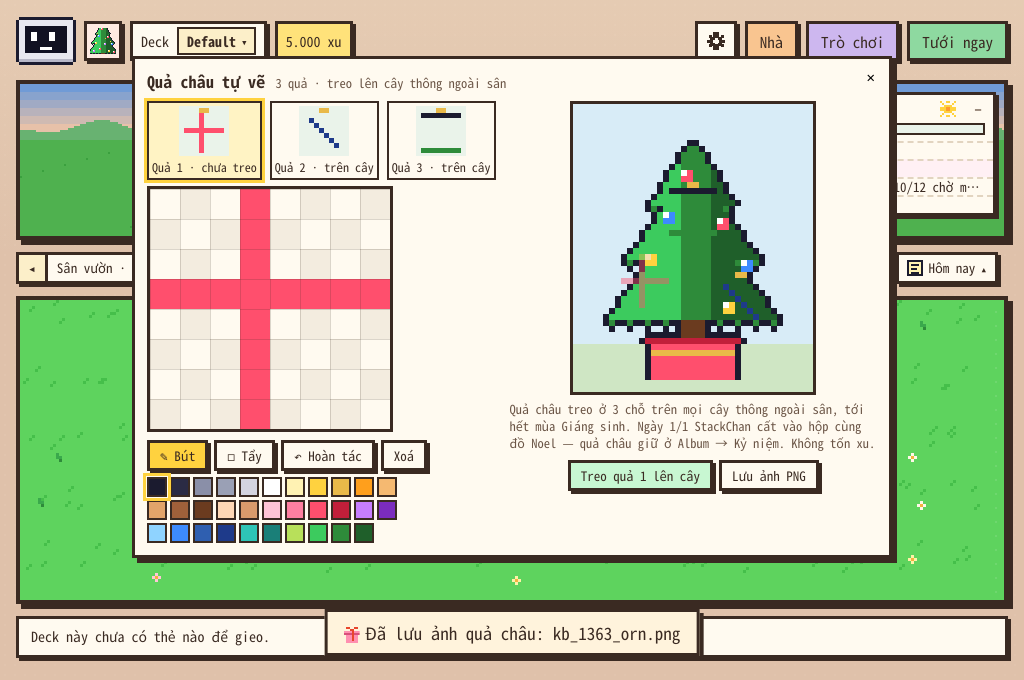 Deck Default ▾ 5.000 xu Nhà Trò chơi Tưới ngay
Quả châu tự vẽ 3 quả · treo lên cây thông ngoài sân ×
Quả 1 · chưa treo Quả 2 · trên cây Quả 3 · trên cây
10/12 chờ m…
◂ Sân vườn · Hôm nay ▴
Quả châu treo ở 3 chỗ trên mọi cây thông ngoài sân, tới
hết mùa Giáng sinh. Ngày 1/1 StackChan cất vào hộp cùng
đồ Noel — quả châu giữ ở Album → Kỷ niệm. Không tốn xu.
✎ Bút ◻ Tẩy ↶ Hoàn tác Xoá
Treo quả 1 lên cây Lưu ảnh PNG
Deck này chưa có thẻ nào để gieo.
Đã lưu ảnh quả châu: kb_1363_orn.png